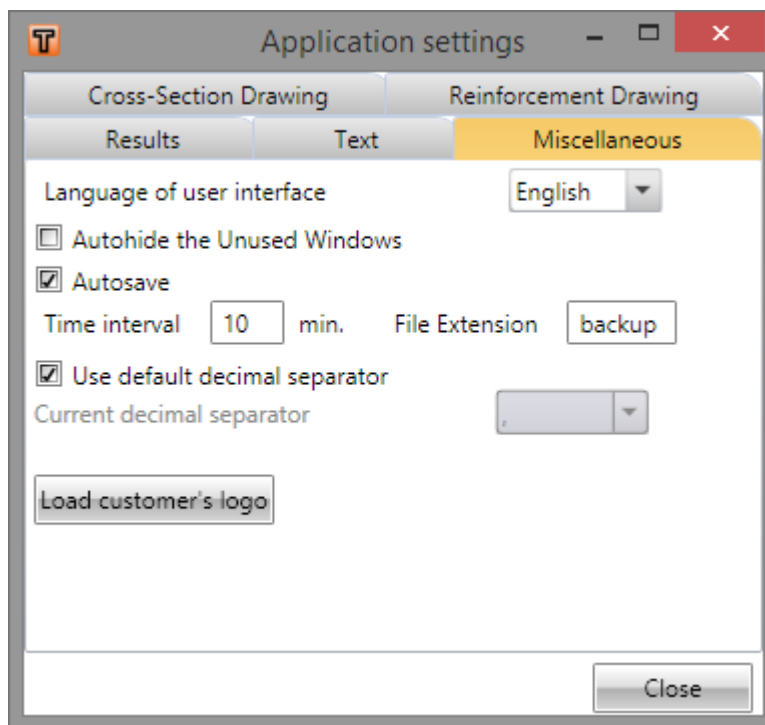 T Application settings
Cross-Section Drawing Reinforcement Drawing
Results Text Miscellaneous
Language of user interface English
Autohide the Unused Windows
Autosave
Time interval 10 min. File Extension backup
Use default decimal separator
Current decimal separator ,
Load customer's logo
Close